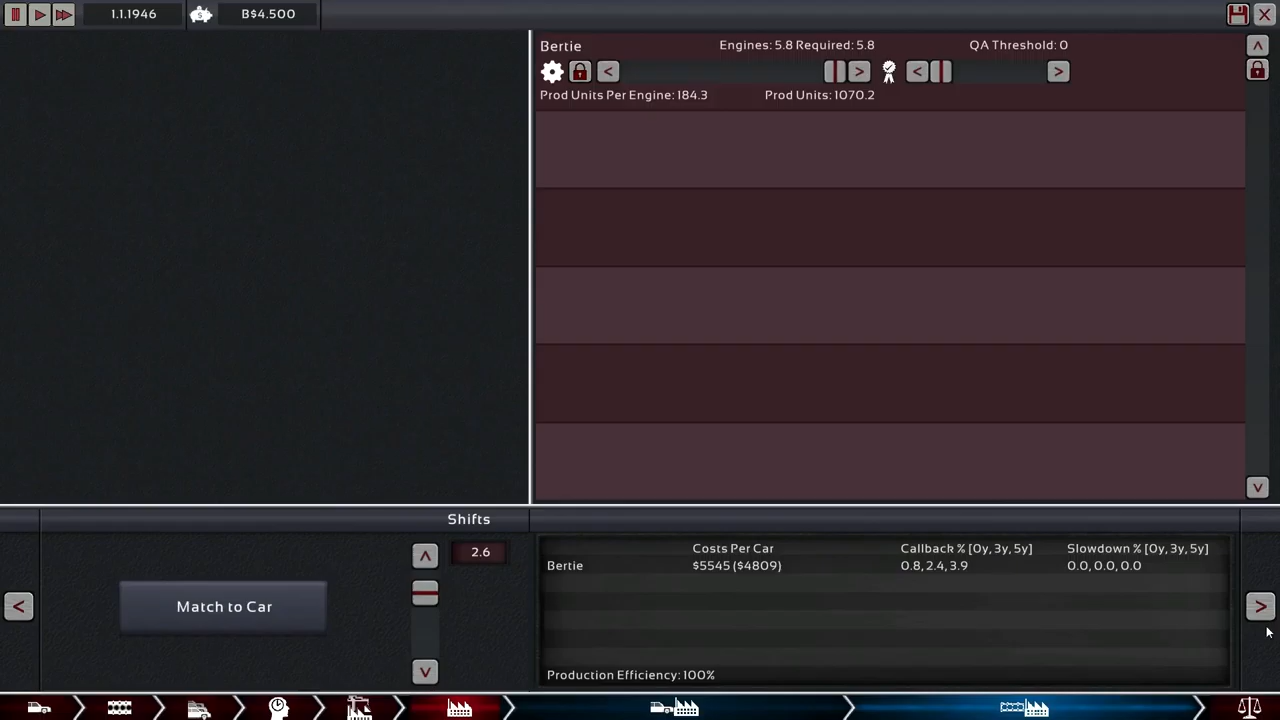 1.1.1946
B$4.500
Bertie
Engines: 5.8 Required: 5.8
QA Threshold: 0
Prod Units Per Engine: 184.3
Prod Units: 1070.2
Shifts
2.6
Match to Car
Costs Per Car
Callback % [0y, 3y, 5y]
Slowdown % [0y, 3y, 5y]
Bertie
$5545 ($4809)
0.8, 2.4, 3.9
0.0, 0.0, 0.0
Production Efficiency: 100%